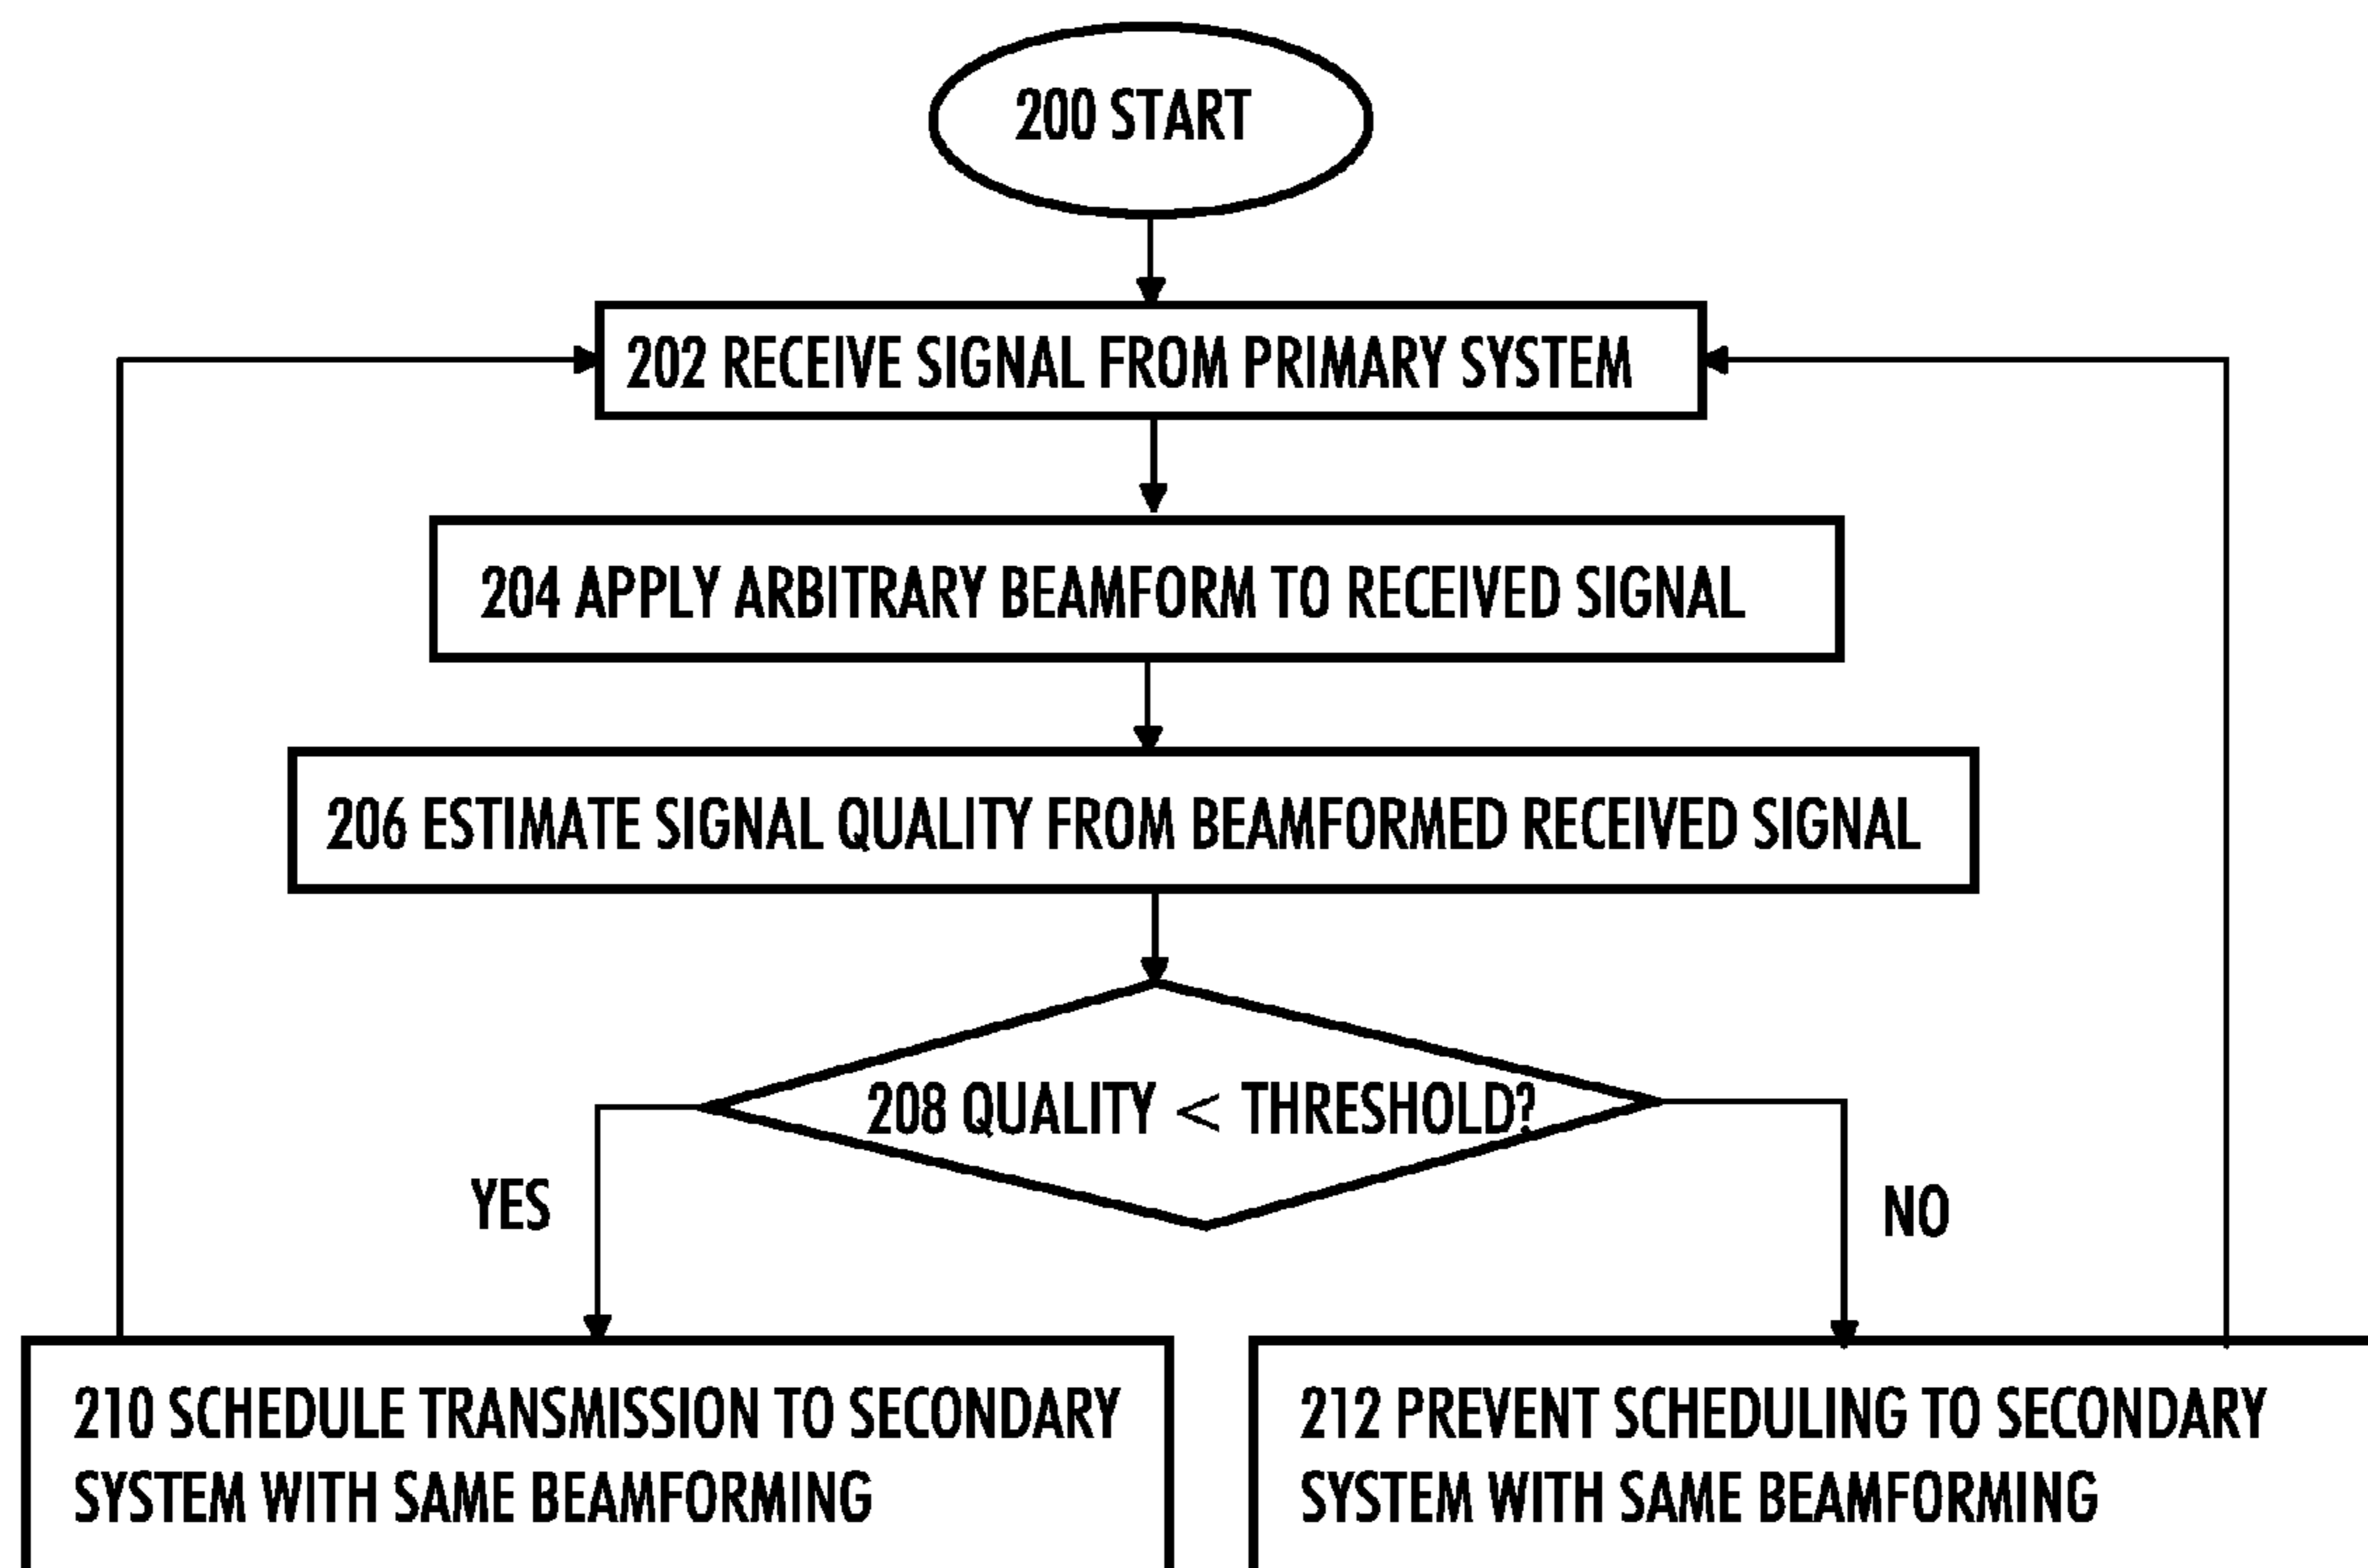 200 START
202 RECEIVE SIGNAL FROM PRIMARY SYSTEM
204 APPLY ARBITRARY BEAMFORM TO RECEIVED SIGNAL
206 ESTIMATE SIGNAL QUALITY FROM BEAMFORMED RECEIVED SIGNAL
208 QUALITY < THRESHOLD?
YES
NO
210 SCHEDULE TRANSMISSION TO SECONDARY
SYSTEM WITH SAME BEAMFORMING
212 PREVENT SCHEDULING TO SECONDARY
SYSTEM WITH SAME BEAMFORMING